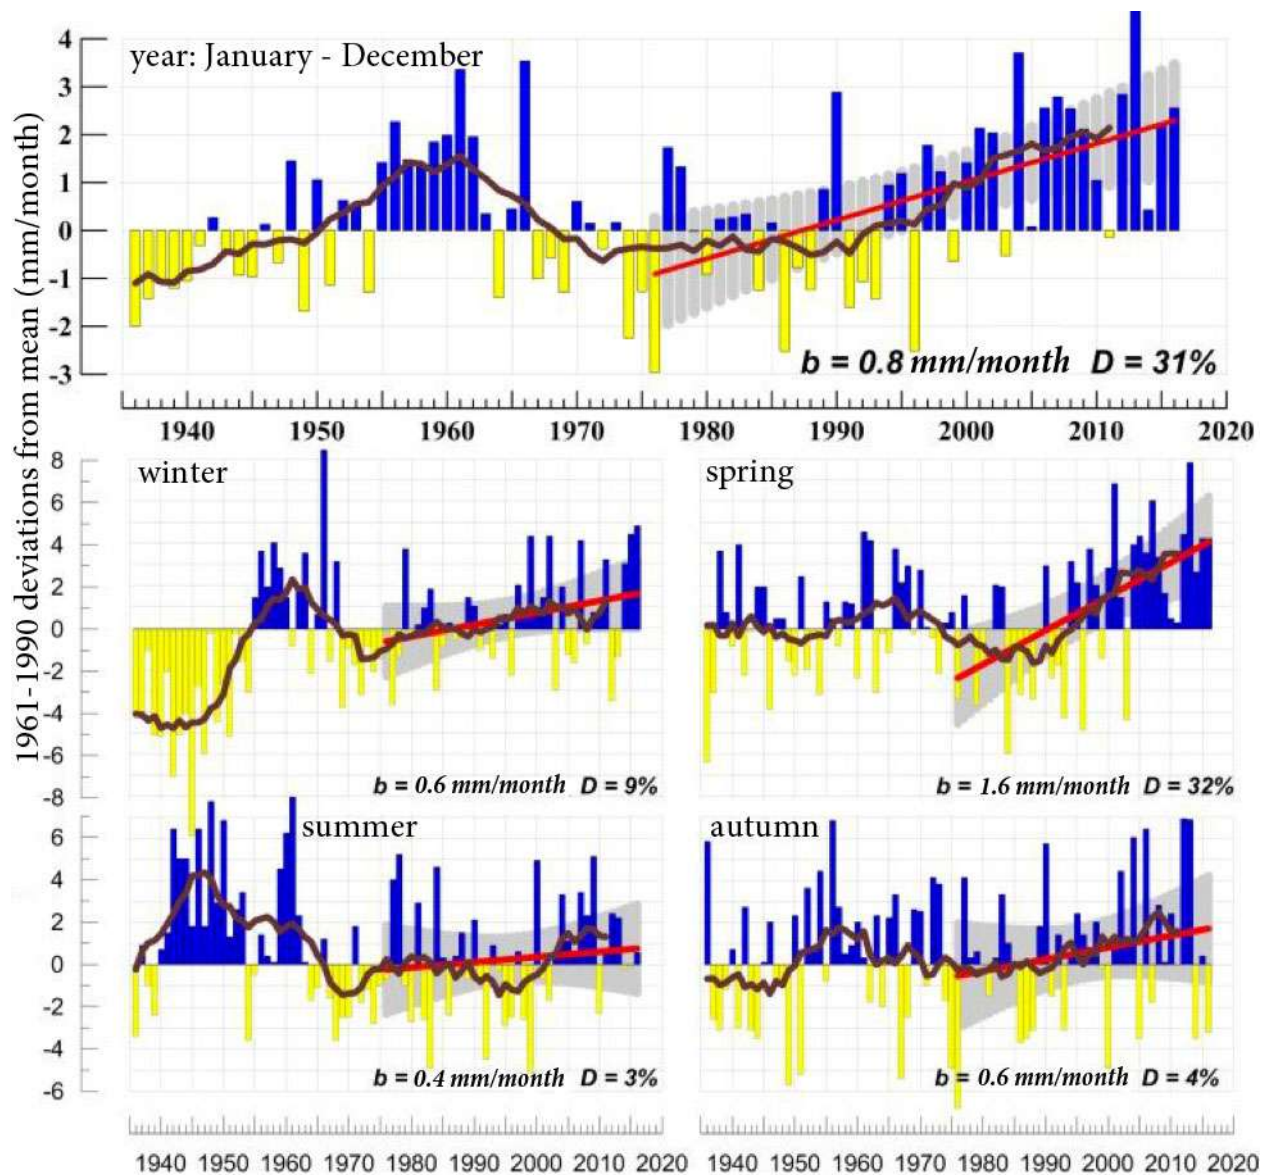 1961-1990 deviations from mean (mm/month)
year: January - December
4
3
2
1
0
-1
-2
-3
b = 0.8 mm/month D = 31%
1940 1950 1960 1970 1980 1990 2000 2010 2020
winter
8
6
4
2
0
-2
-4
-6
-8
b = 0.6 mm/month D = 9%
spring
b = 1.6 mm/month D = 32%
summer
6
4
2
0
-2
-4
-6
b = 0.4 mm/month D = 3%
autumn
b = 0.6 mm/month D = 4%
1940 1950 1960 1970 1980 1990 2000 2010 2020
1940 1950 1960 1970 1980 1990 2000 2010 2020